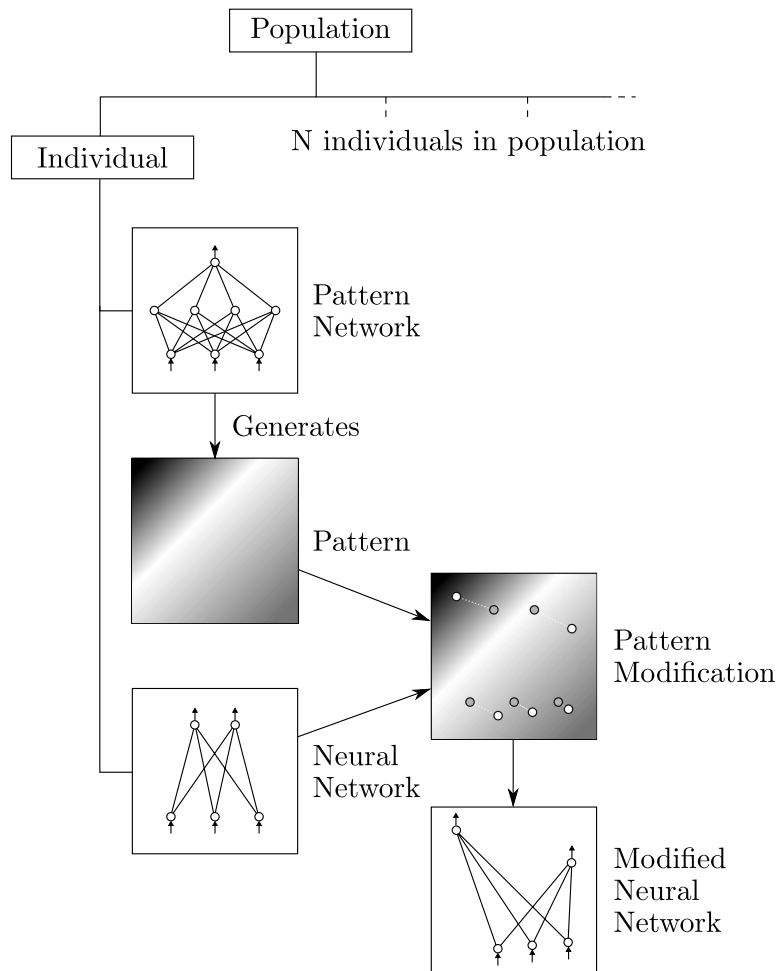 Population
N individuals in population
Individual
Pattern
Network
Generates
Pattern
Pattern
Modification
Neural
Network
Modified
Neural
Network